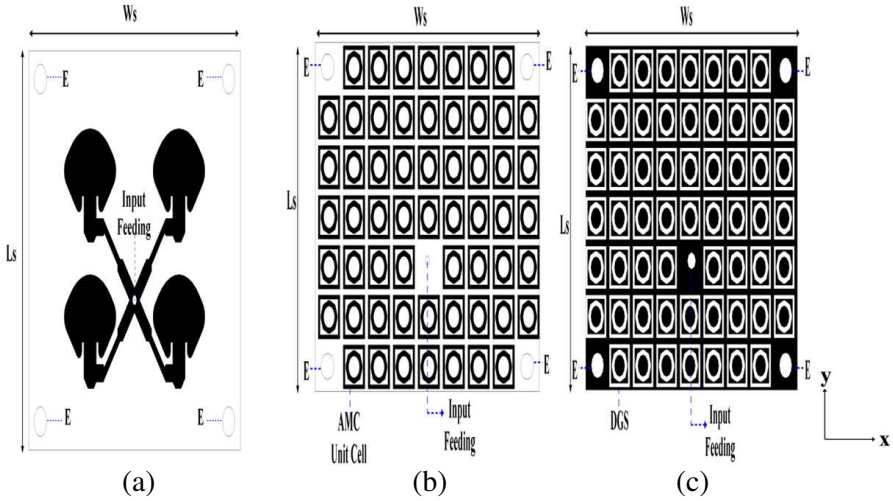 Ws
E
E
Input
Feeding
Ls
E
E
(a)
Ws
E
E
Ls
E
E
AMC
Unit Cell
Input
Feeding
(b)
Ws
E
E
Ls
E
E
DGS
Input
Feeding
(c)
y
x